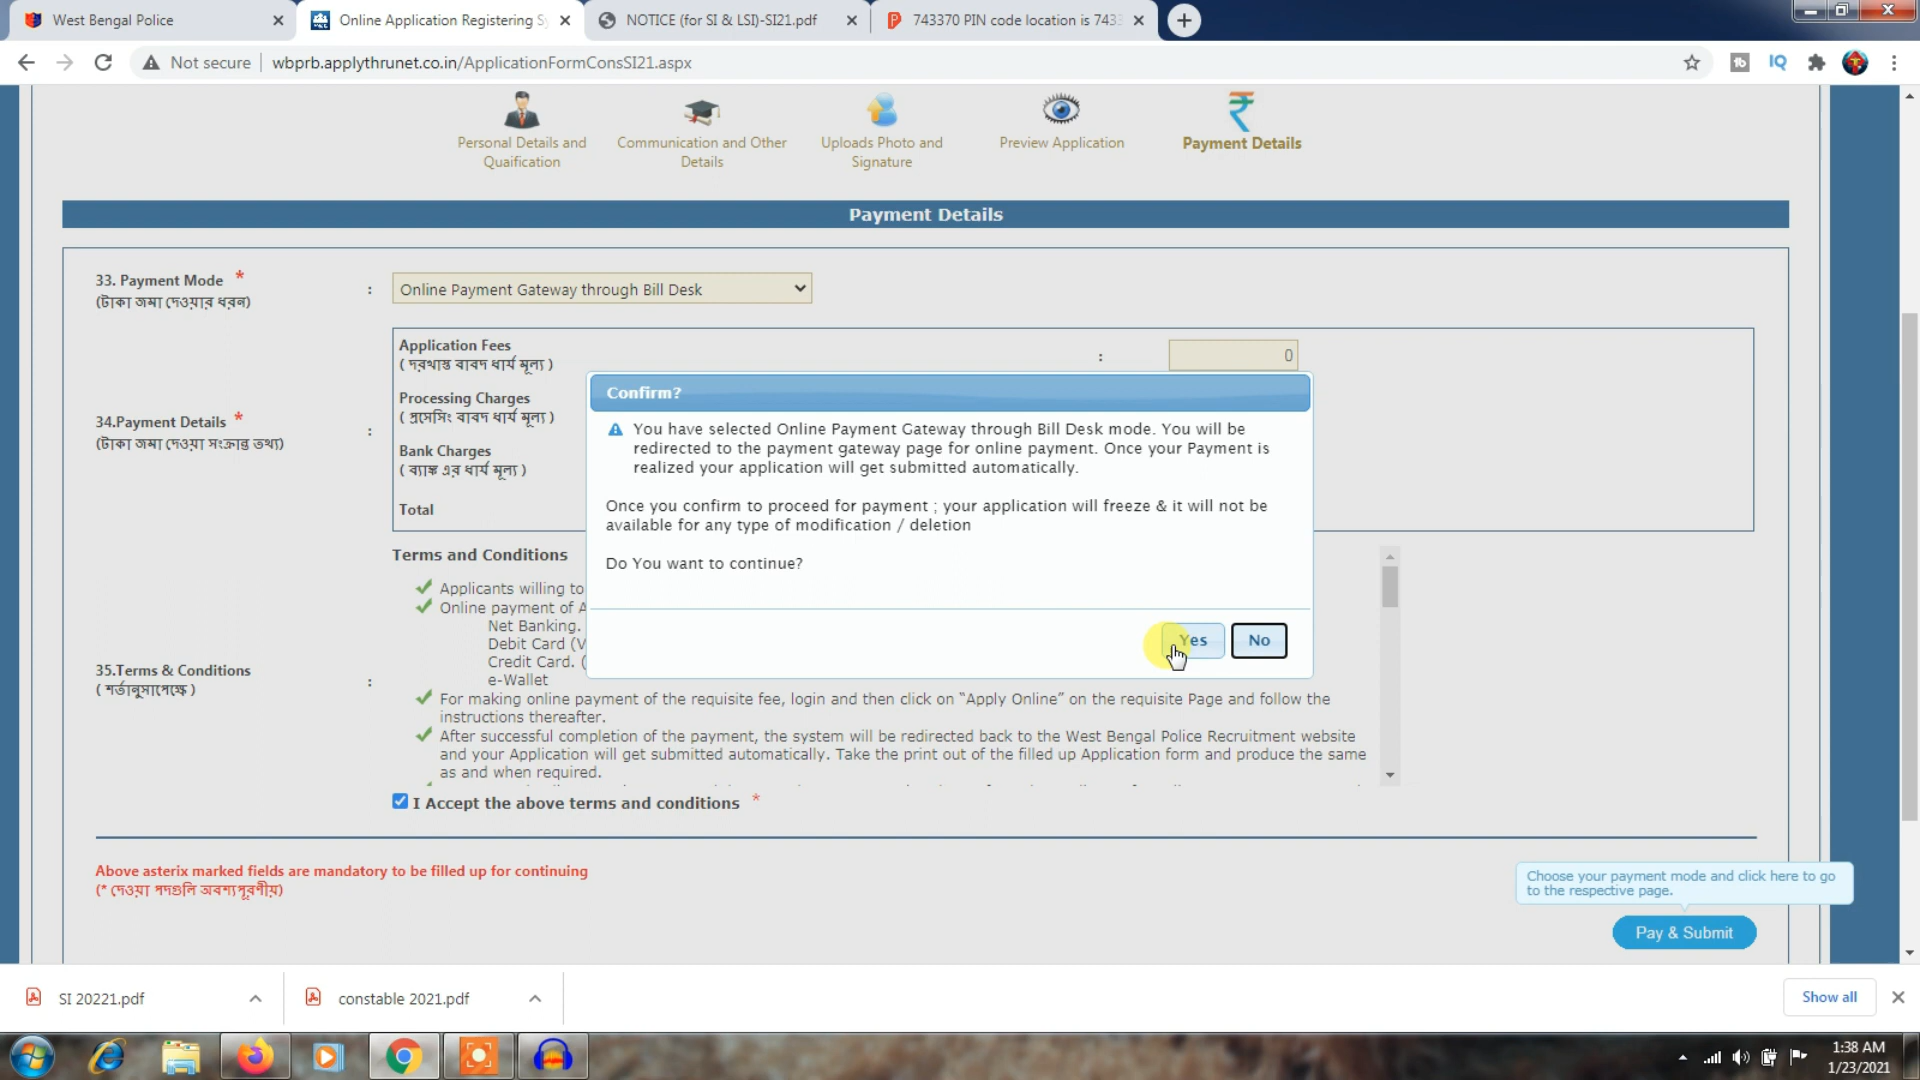 West Bengal Police
Online Application Registering Sy
NOTICE (for SI & LSI)-SI21.pdf
743370 PIN code location is 7433
Not secure | wbprb.applythrunet.co.in/ApplicationFormConsSI21.aspx
IQ
Personal Details and
Quaification
Communication and Other
Details
Uploads Photo and
Signature
Preview Application
Payment Details
Payment Details
33. Payment Mode *
(টাকা জমা দেওয়ার ধরন)
:
Online Payment Gateway through Bill Desk
Application Fees
( দরখাস্ত বাবদ ধার্য মূল্য )
:
0
Processing Charges
( প্রসেসিং বাবদ ধার্য মূল্য )
34.Payment Details *
(টাকা জমা দেওয়া সংক্রান্ত তথ্য)
:
Bank Charges
( ব্যাঙ্ক এর ধার্য মূল্য )
Total
Confirm?
You have selected Online Payment Gateway through Bill Desk mode. You will be
redirected to the payment gateway page for online payment. Once your Payment is
realized your application will get submitted automatically.
Once you confirm to proceed for payment ; your application will freeze & it will not be
available for any type of modification / deletion
Do You want to continue?
Yes
No
Terms and Conditions
Applicants willing to
Online payment of A
Net Banking.
Debit Card (V
Credit Card. (
e-Wallet
35.Terms & Conditions
( শর্তানুসাপেক্ষে )
:
For making online payment of the requisite fee, login and then click on “Apply Online” on the requisite Page and follow the
instructions thereafter.
After successful completion of the payment, the system will be redirected back to the West Bengal Police Recruitment website
and your Application will get submitted automatically. Take the print out of the filled up Application form and produce the same
as and when required.
I Accept the above terms and conditions *
Above asterix marked fields are mandatory to be filled up for continuing
(* দেওয়া পদগুলি অবশ্যপূরণীয়)
Choose your payment mode and click here to go
to the respective page.
Pay & Submit
SI 20221.pdf
constable 2021.pdf
Show all
1:38 AM
1/23/2021